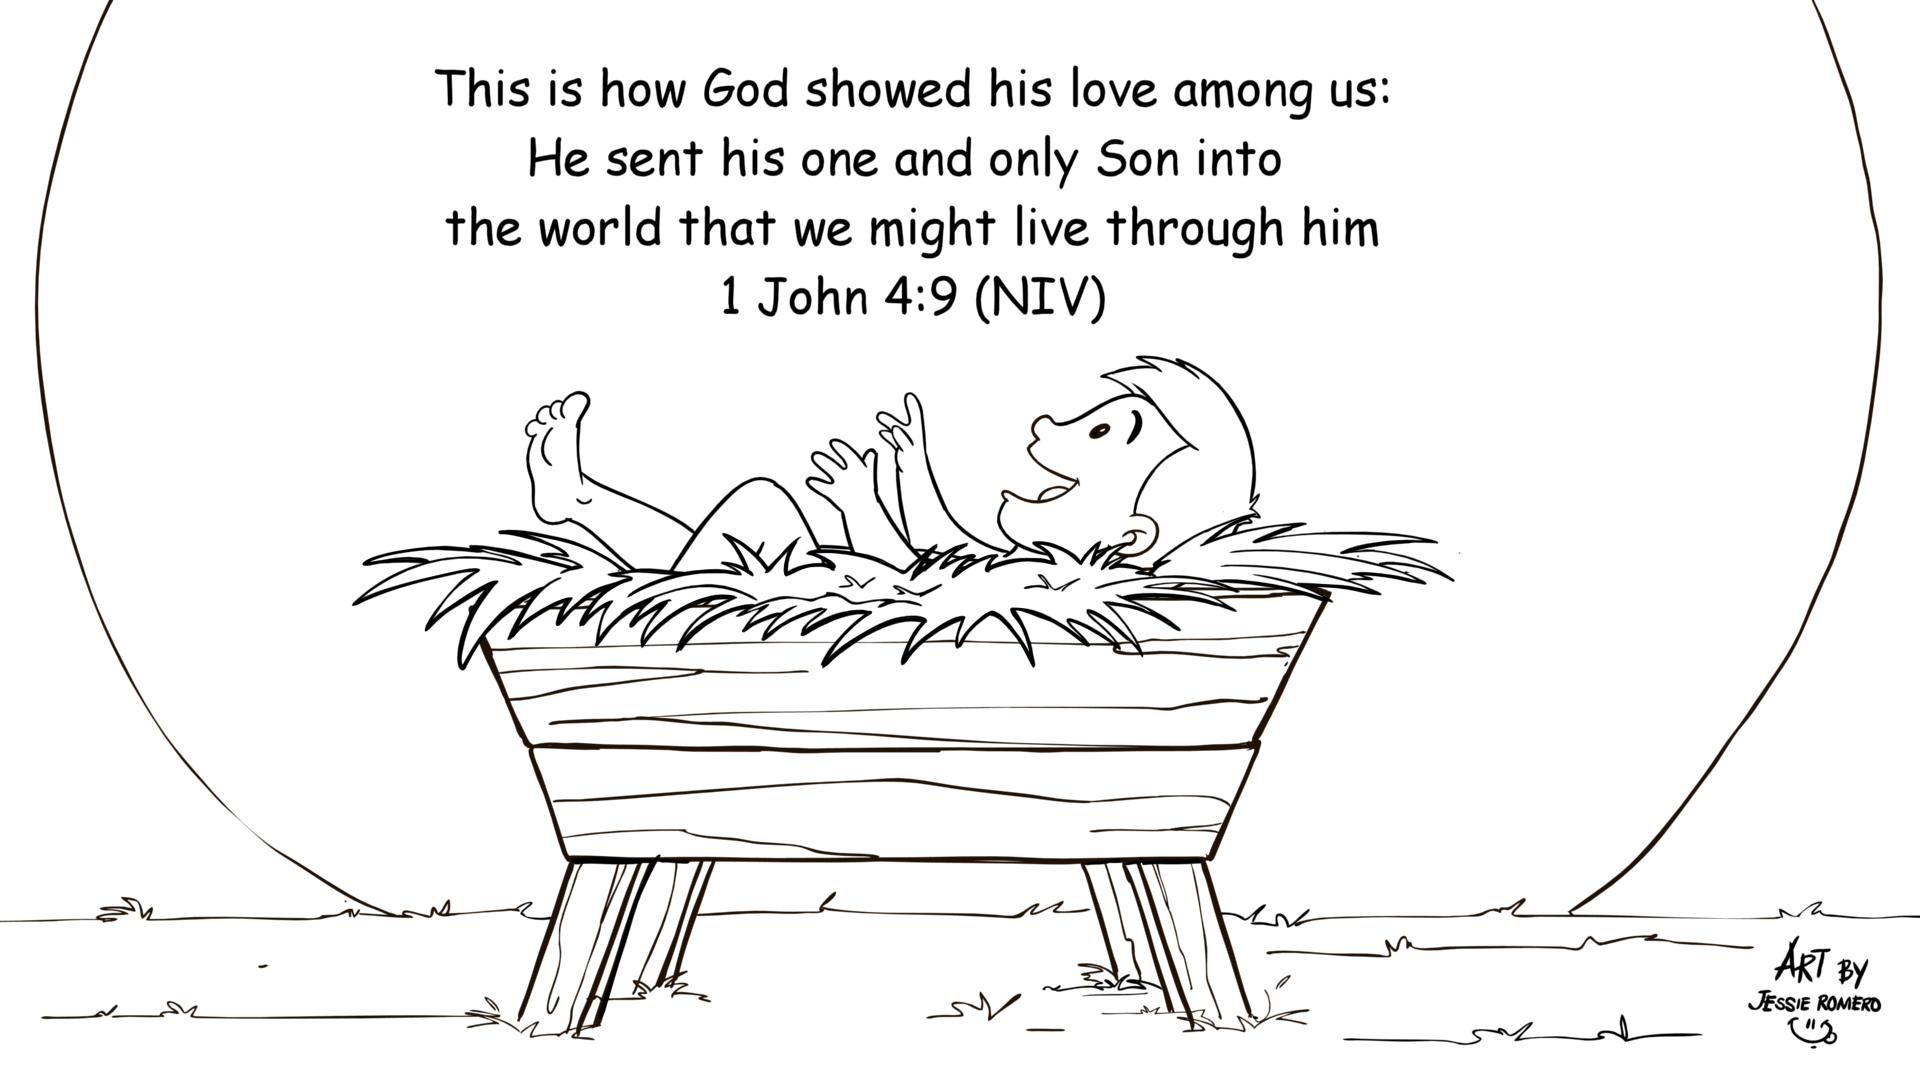 This is how God showed his love among us:
He sent his one and only Son into
the world that we might live through him
1 John 4:9 (NIV)
ART BY
JESSIE ROMERO